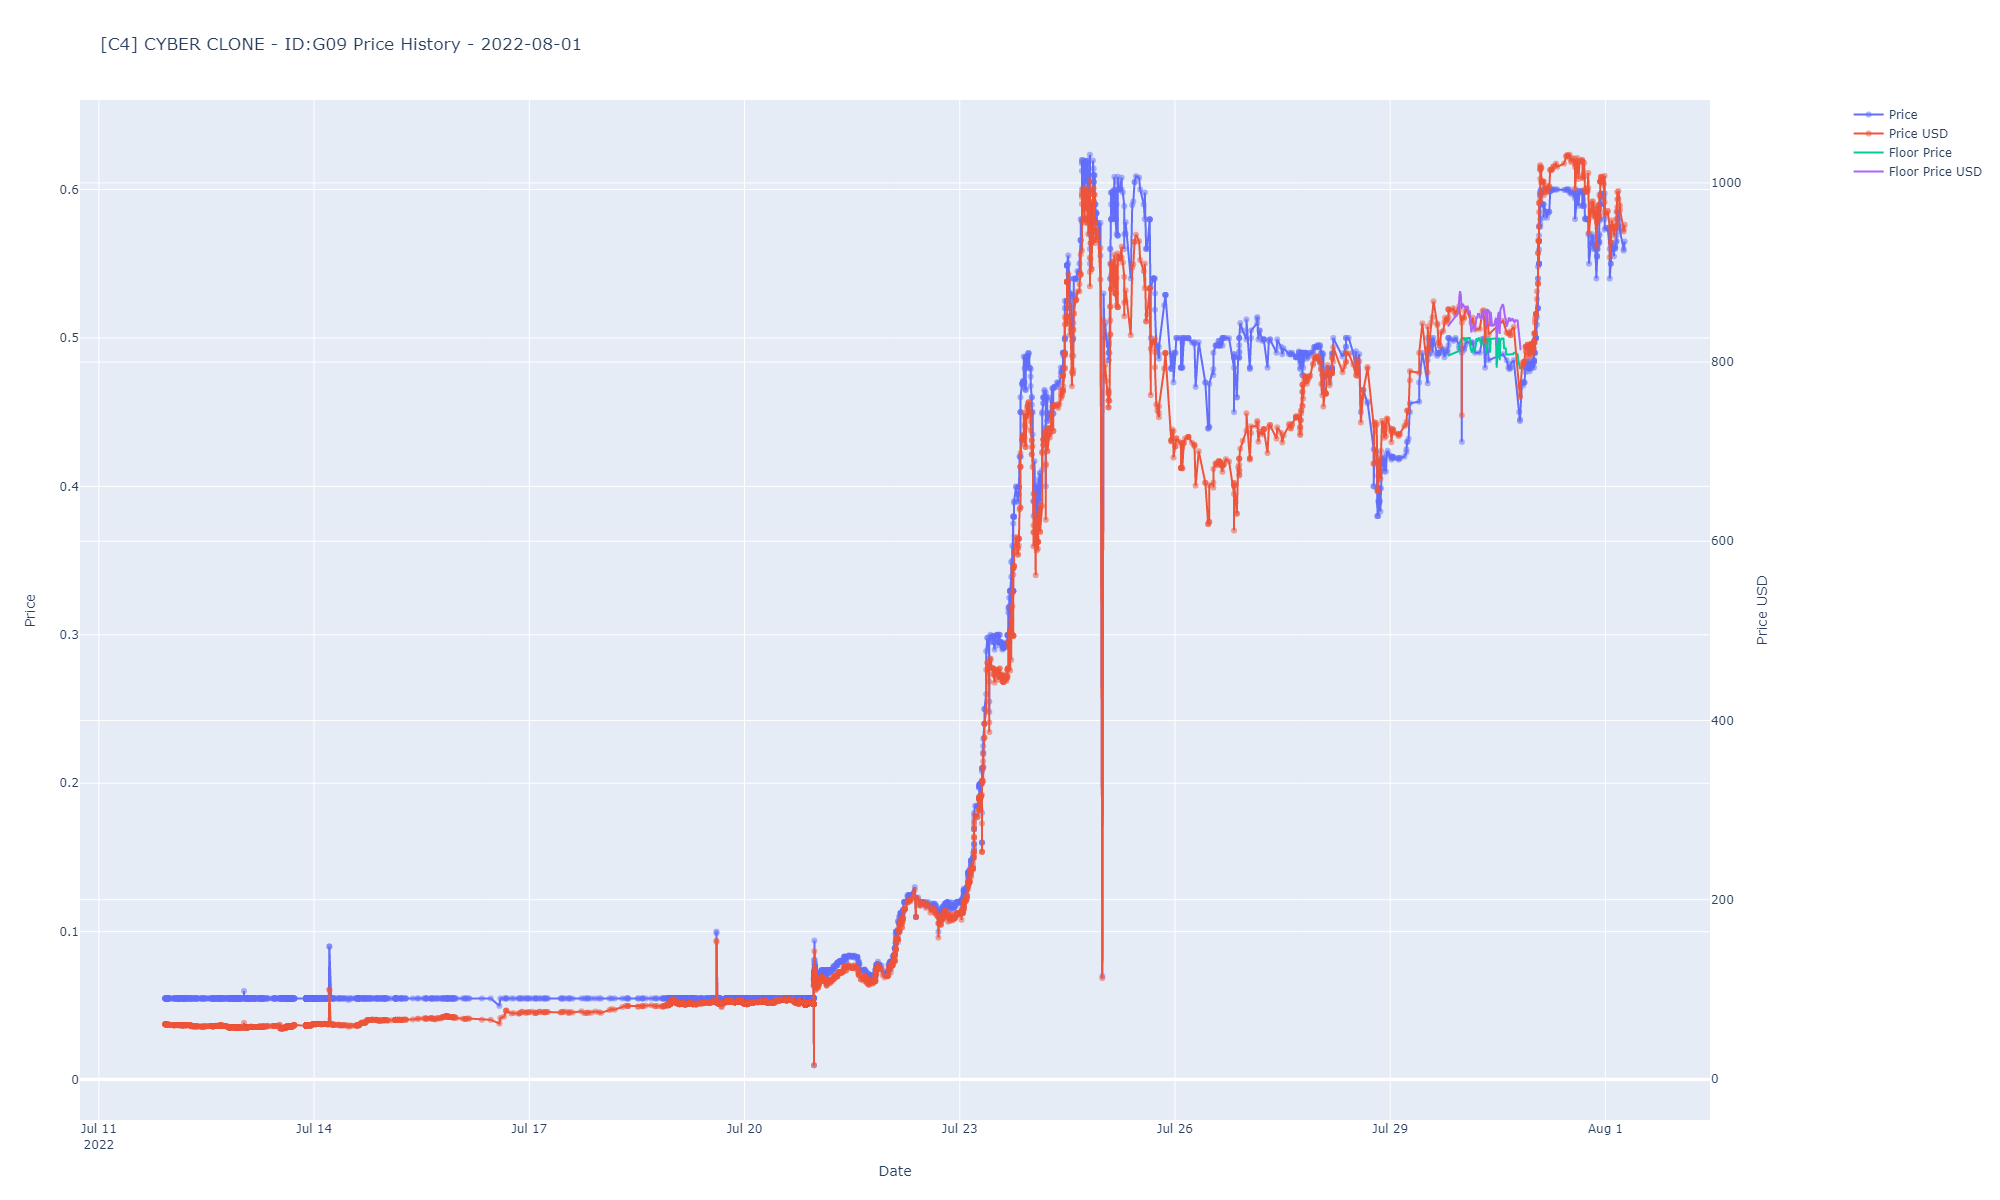 [C4] CYBER CLONE - ID:G09 Price History - 2022-08-01
Price
Price USD
Floor Price
Floor Price USD
0.6
0.5
0.4
0.3
0.2
0.1
0
Price
1000
800
600
400
200
0
Price USD
Jul 11
2022
Jul 14
Jul 17
Jul 20
Jul 23
Jul 26
Jul 29
Aug 1
Date